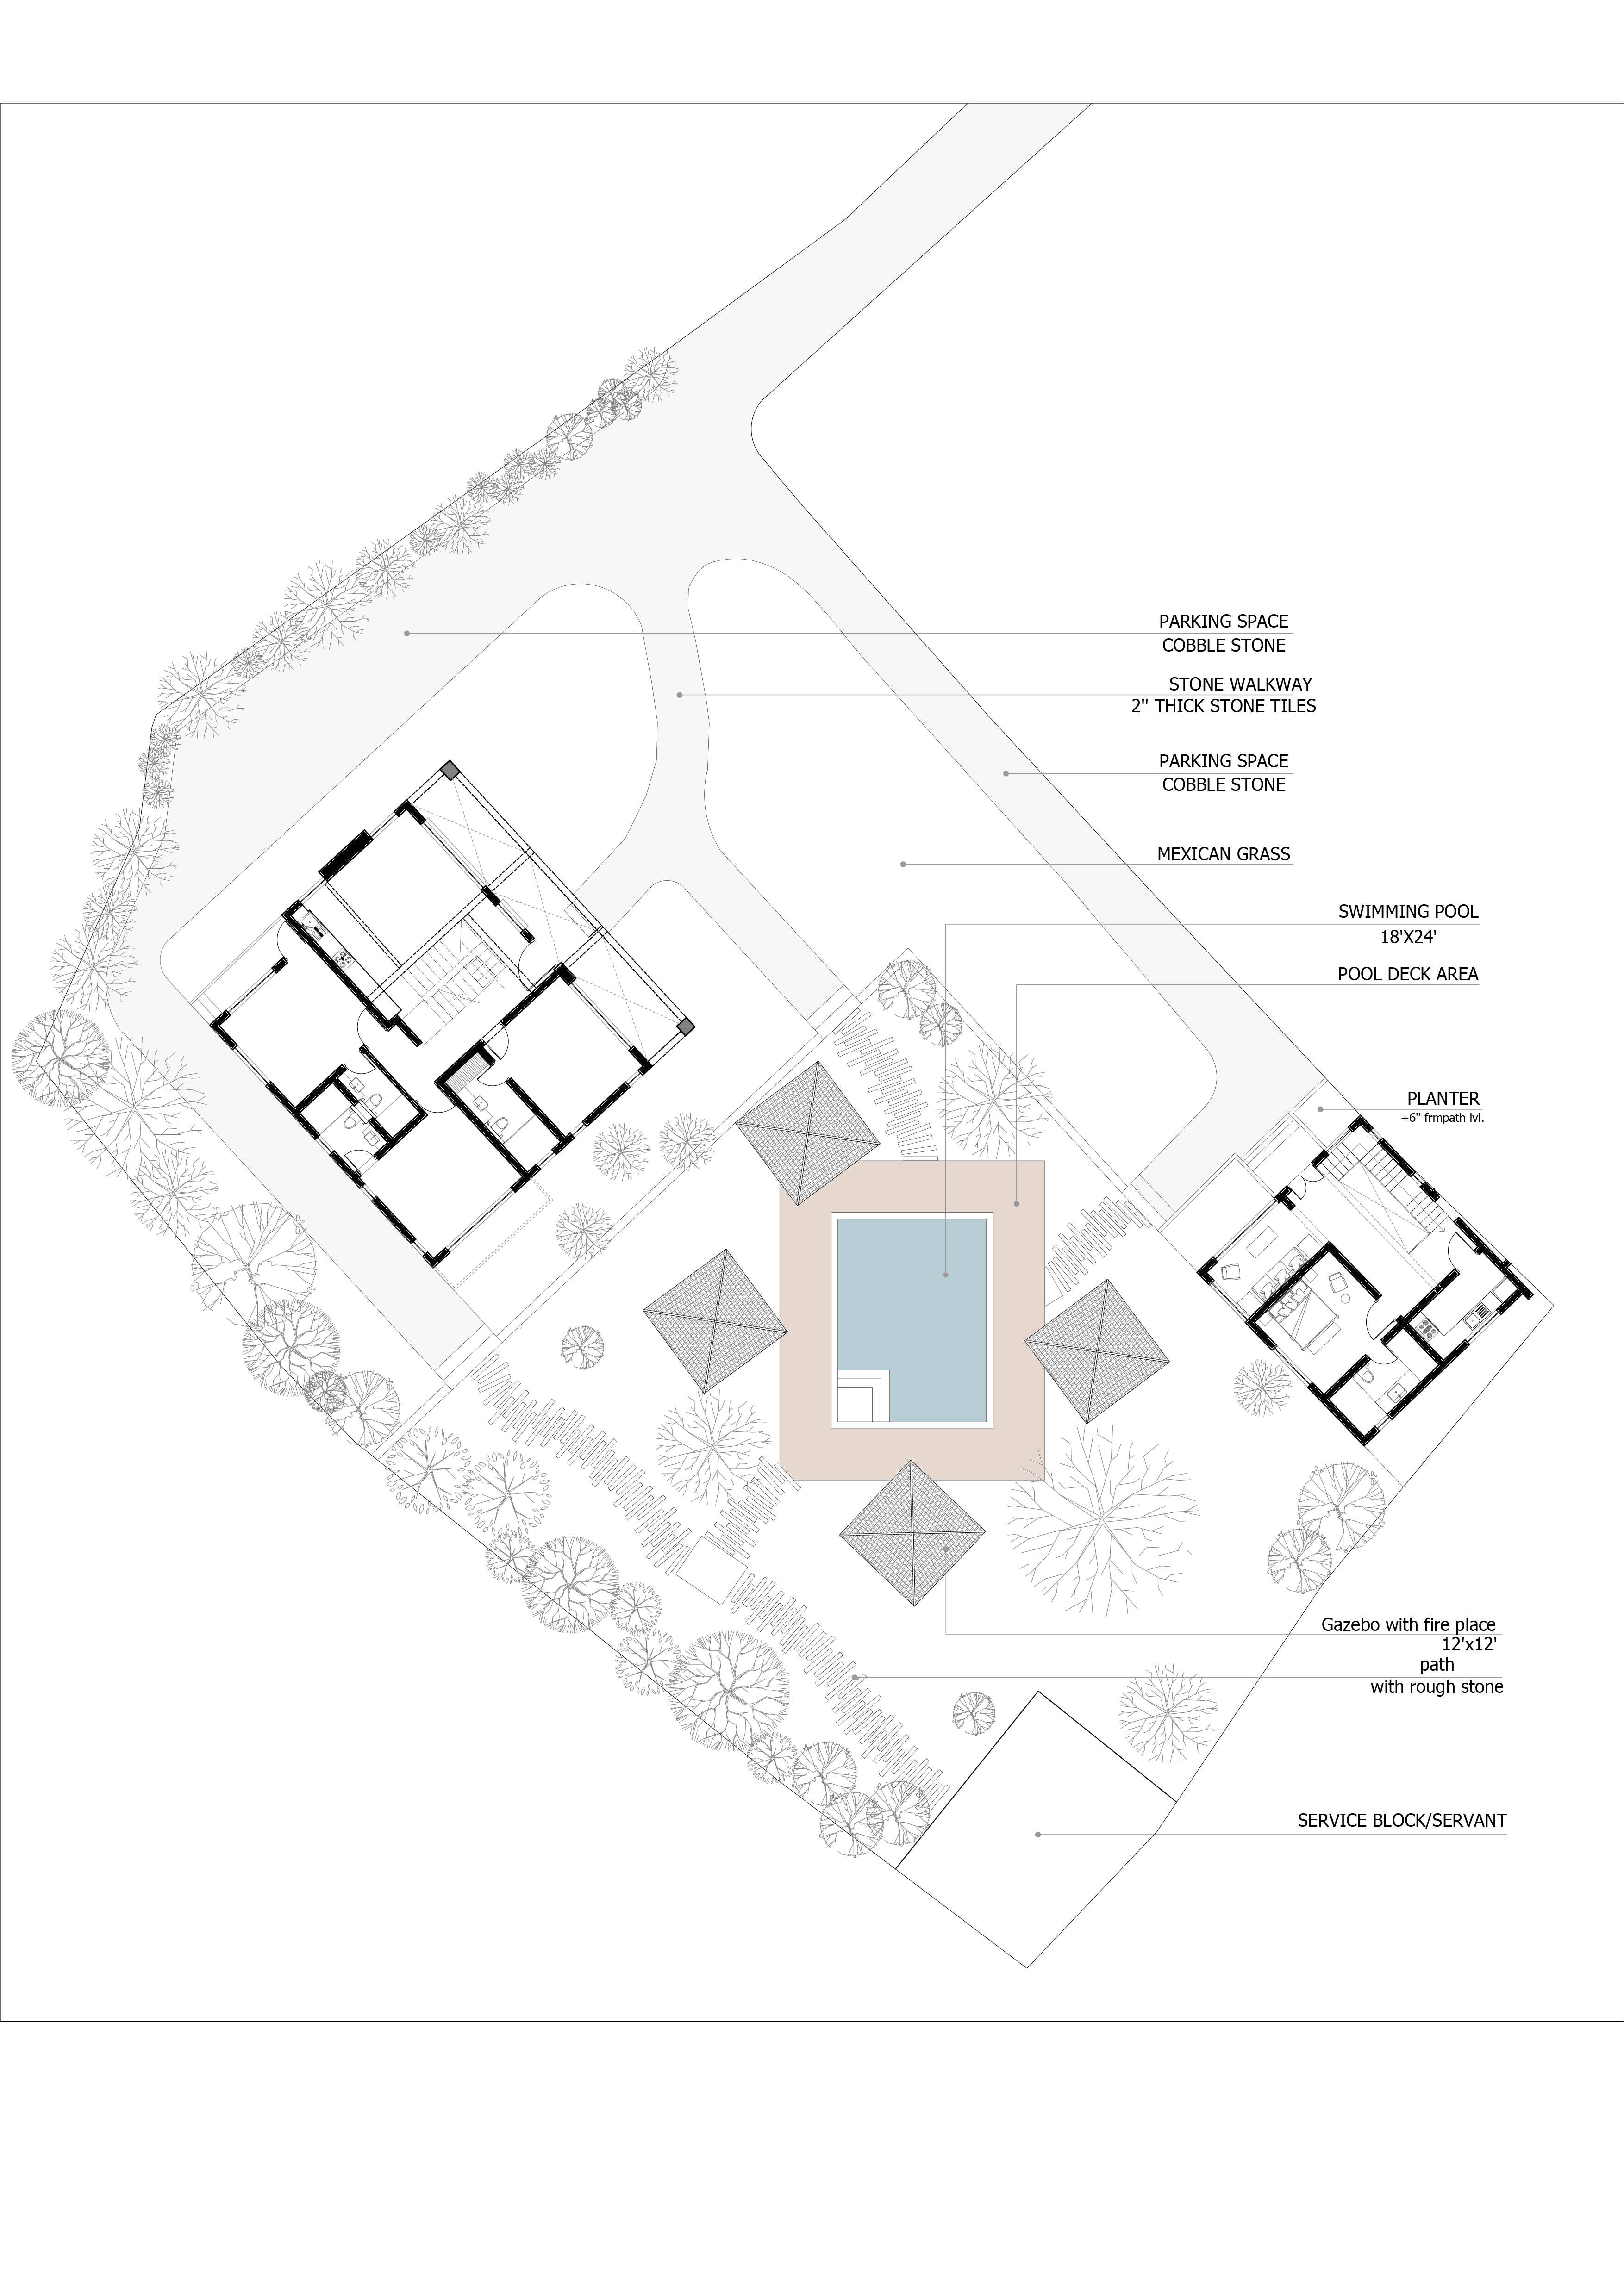 PARKING SPACE
COBBLE STONE
STONE WALKWAY
2" THICK STONE TILES
PARKING SPACE
COBBLE STONE
MEXICAN GRASS
SWIMMING POOL
18'X24'
POOL DECK AREA
PLANTER
+6" frmpath lvl.
Gazebo with fire place
12'x12'
path
with rough stone
SERVICE BLOCK/SERVANT